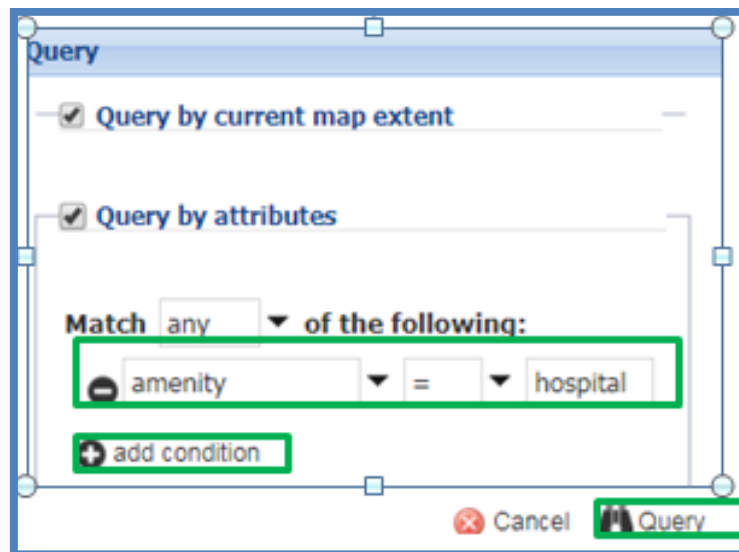 Query
Query by current map extent
Query by attributes
Match any of the following:
amenity = hospital
add condition
Cancel Query